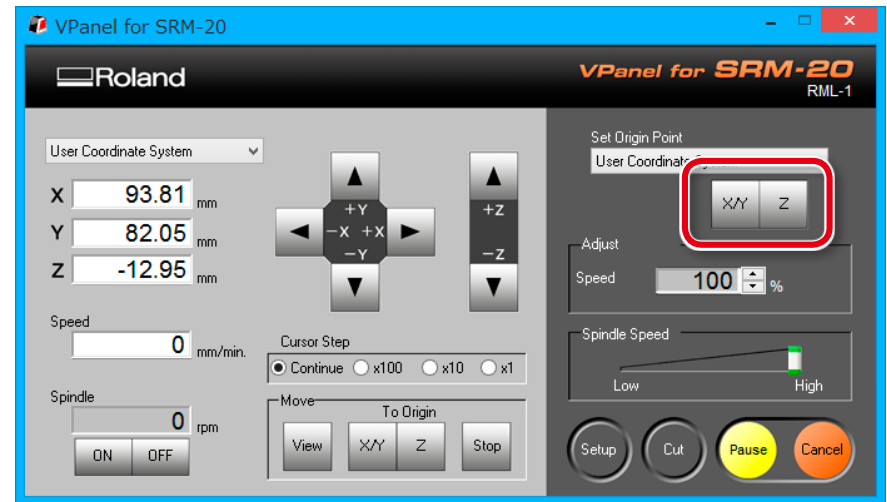 VPanel for SRM-20
Roland
VPanel for SRM-20
RML-1
User Coordinate System
X 93.81 mm
Y 82.05 mm
Z -12.95 mm
Speed
0 mm/min.
Spindle
0 rpm
ON OFF
+Y
-X +X
-Y
+Z
-Z
Cursor Step
Continue x100 x10 x1
Move
To Origin
View X/Y Z Stop
Set Origin Point
User Coordinate
X/Y Z
Adjust
Speed 100 %
Spindle Speed
Low High
Setup Cut Pause Cancel